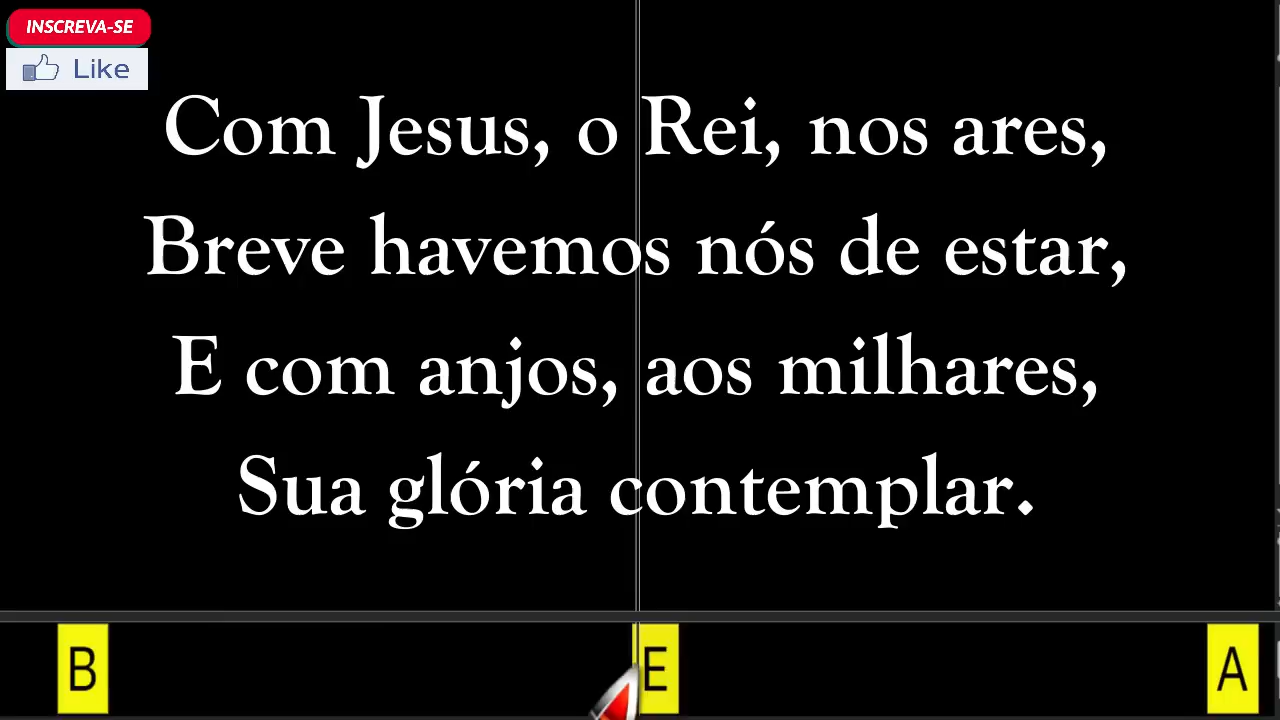 INSCREVA-SE
Like
Com Jesus, o Rei, nos ares,
Breve havemos nós de estar,
E com anjos, aos milhares,
Sua glória contemplar.
B E A